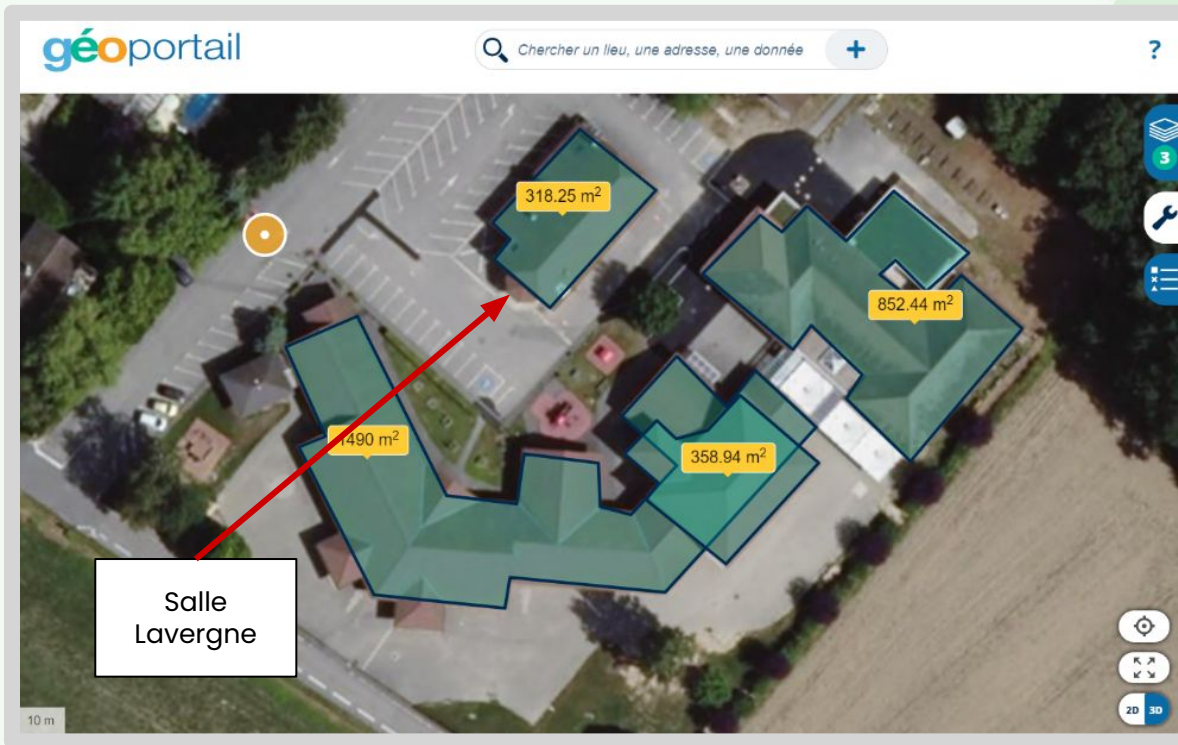 géoportail
Chercher un lieu, une adresse, une donnée
?
3
318.25 m²
852.44 m²
1490 m²
358.94 m²
Salle
Lavergne
10 m
2D 3D